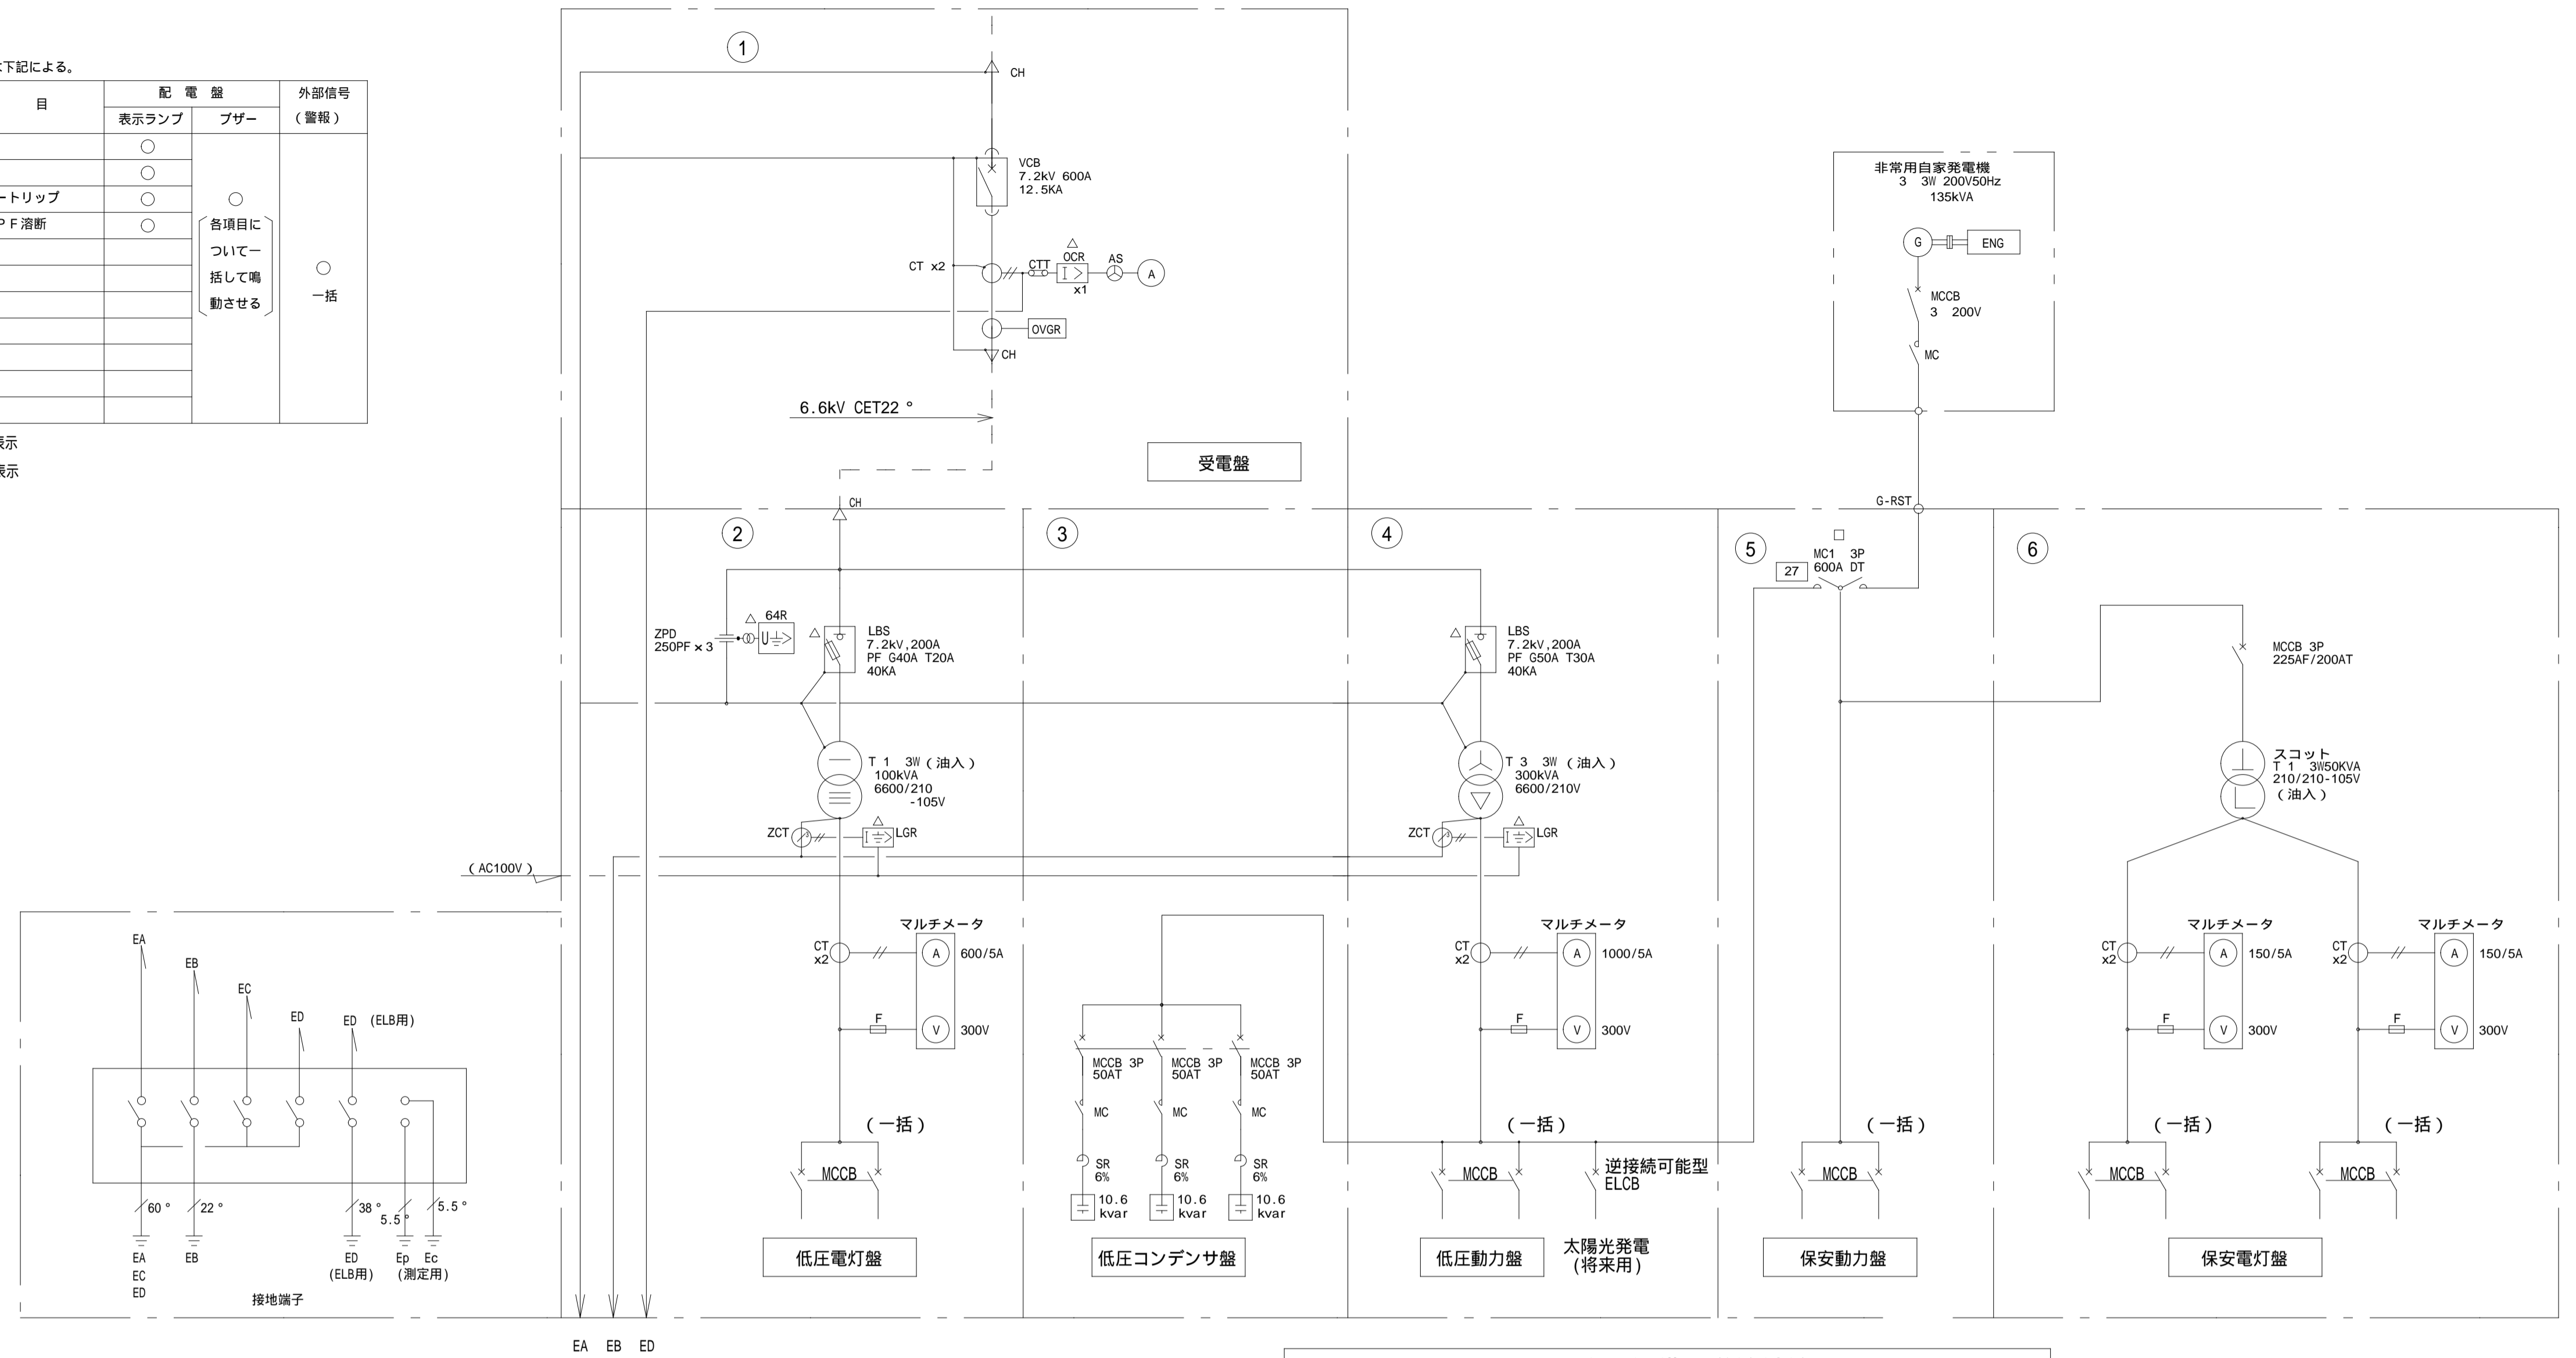 は下記による。
目
配 電 盤
外部信号
(警報)
表示ランプ
ブザー
ートリップ
PF溶断
各項目に
ついて一
括して鳴
動させる
一括
表示
表示
1
CH
VCB
7.2kV 600A
12.5KA
CT x2
CTT
OCR
I >
x1
AS
A
OVGR
CH
6.6kV CET22 °
受電盤
非常用自家発電機
3 3W 200V50Hz
135kVA
G
ENG
MCCB
3 200V
MC
G-RST
CH
2
3
4
5
6
ZPD
250PF×3
64R
U
LBS
7.2kV,200A
PF G40A T20A
40KA
LBS
7.2kV,200A
PF G50A T30A
40KA
27
MC1 3P
600A DT
MCCB 3P
225AF/200AT
T 1 3W(油入)
100kVA
6600/210
-105V
T 3 3W (油入)
300kVA
6600/210V
スコット
T 1 3W50KVA
210/210-105V
(油入)
ZCT
3
I
LGR
ZCT
3
I
LGR
(AC100V)
マルチメータ
CT
x2
A
600/5A
F
V
300V
マルチメータ
CT
x2
A
1000/5A
F
V
300V
マルチメータ
CT
x2
A
150/5A
F
V
300V
マルチメータ
CT
x2
A
150/5A
F
V
300V
EA
EB
EC
ED
ED (ELB用)
60 °
22 °
38 °
5.5 °
5.5 °
EA
EC
ED
EB
ED
(ELB用)
Ep Ec
(測定用)
接地端子
MCCB 3P
50AT
MCCB 3P
50AT
MCCB 3P
50AT
MC
MC
MC
SR
6%
SR
6%
SR
6%
10.6
kvar
10.6
kvar
10.6
kvar
(一括)
MCCB
(一括)
MCCB
逆接続可能型
ELCB
(一括)
MCCB
(一括)
MCCB
(一括)
MCCB
低圧電灯盤
低圧コンデンサ盤
低圧動力盤
太陽光発電
(将来用)
保安動力盤
保安電灯盤
EA EB ED